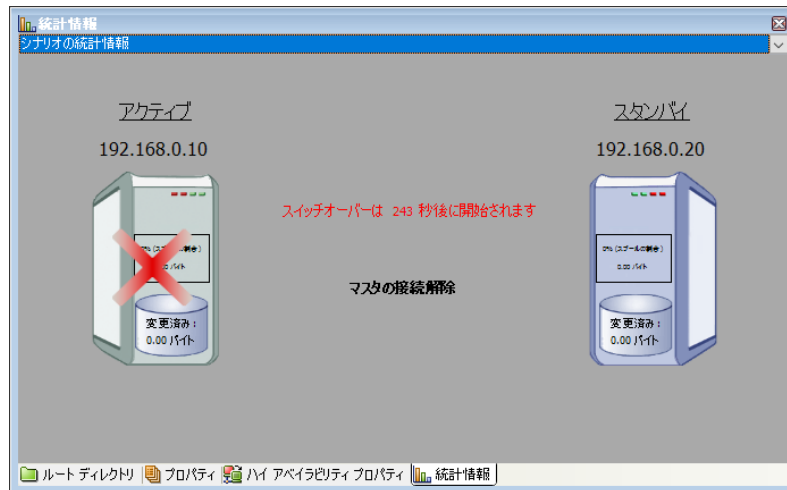 統計情報
シナリオの統計情報
アクティブ
スタンバイ
192.168.0.10
192.168.0.20
スイッチオーバーは 243 秒後に開始されます
0% (スプールの割合)
0.00 バイト
マスタの接続解除
変更済み:
0.00 バイト
変更済み:
0.00 バイト
ルート ディレクトリ
プロパティ
ハイ アベイラビリティ プロパティ
統計情報